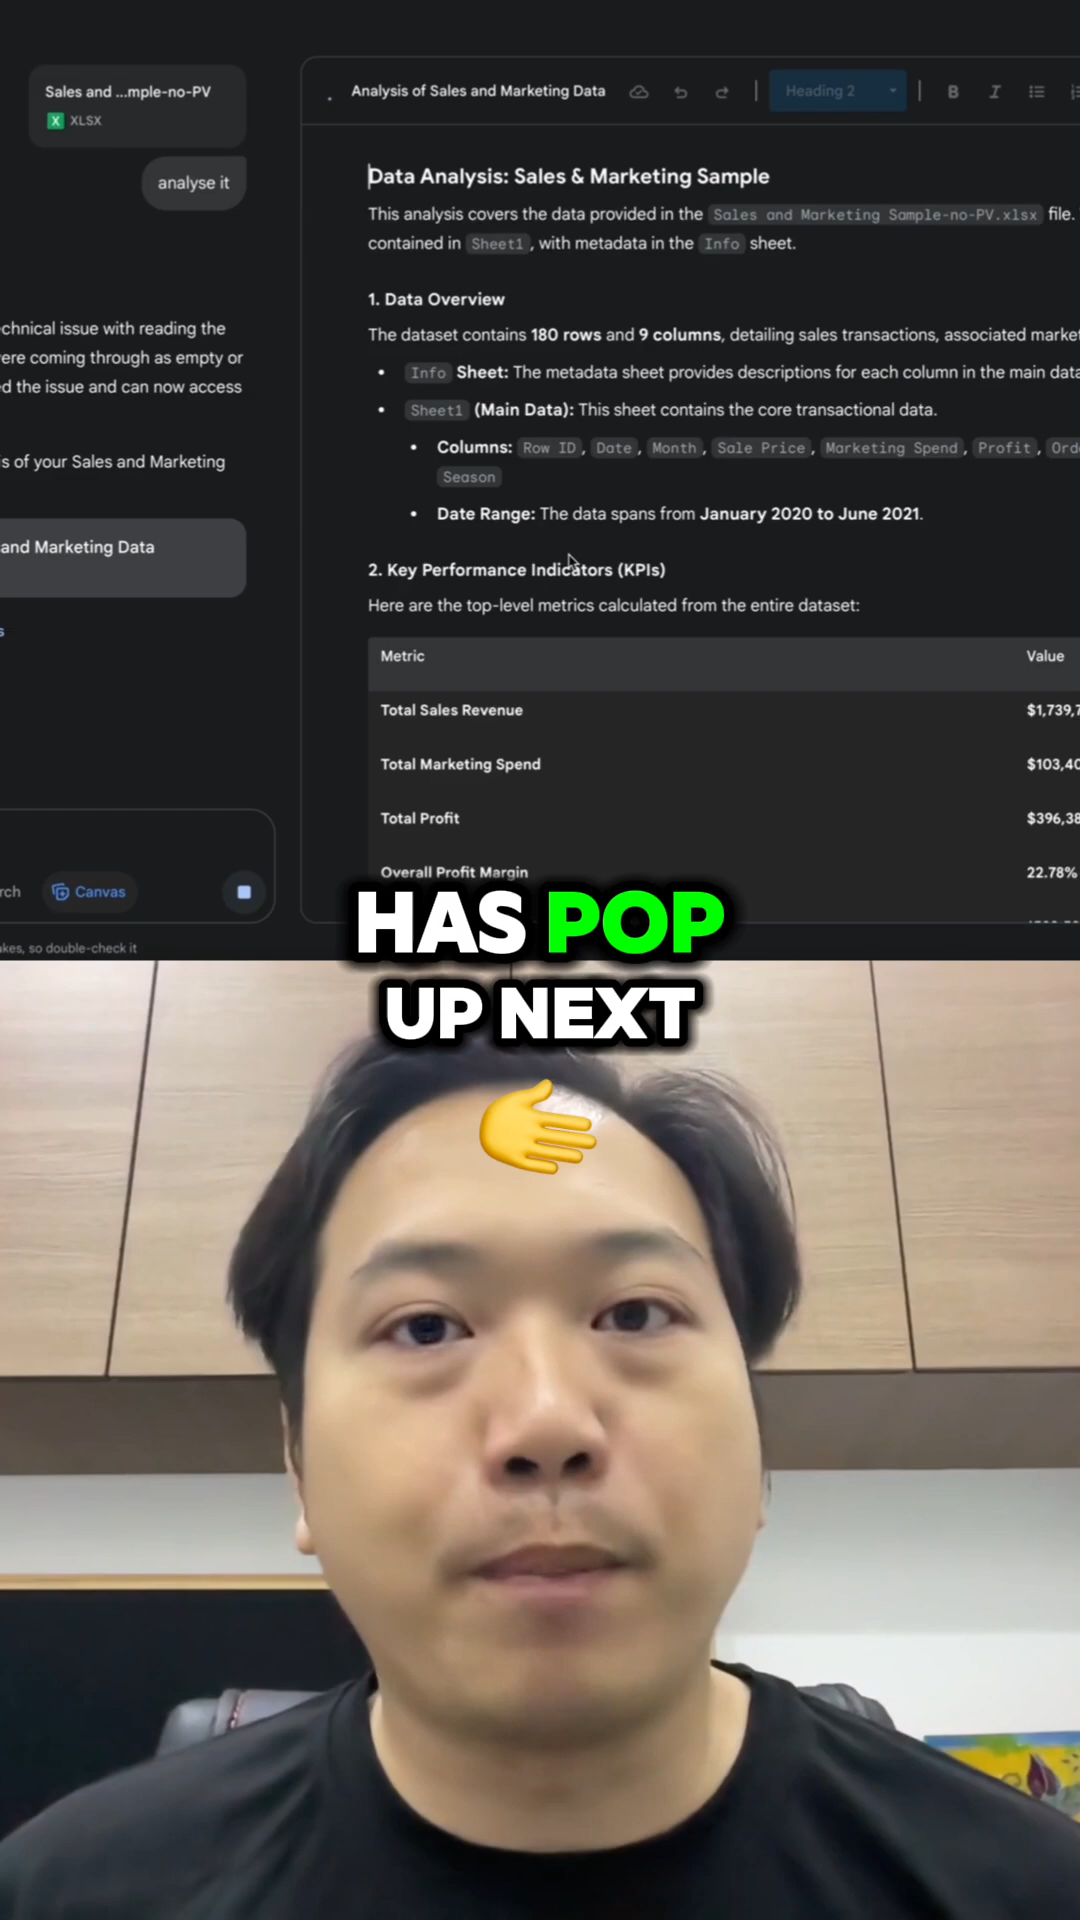 Sales and ...mple-no-PV
X XLSX
analyse it
chnical issue with reading the
ere coming through as empty or
ed the issue and can now access
is of your Sales and Marketing
and Marketing Data
s
rch Canvas
kes, so double-check it
Analysis of Sales and Marketing Data Heading 2 B I
Data Analysis: Sales & Marketing Sample
This analysis covers the data provided in the Sales and Marketing Sample-no-PV.xlsx file.
contained in Sheet1, with metadata in the Info sheet.
1. Data Overview
The dataset contains 180 rows and 9 columns, detailing sales transactions, associated marke
• Info Sheet: The metadata sheet provides descriptions for each column in the main data
• Sheet1 (Main Data): This sheet contains the core transactional data.
• Columns: Row ID, Date, Month, Sale Price, Marketing Spend, Profit, Orde
Season
• Date Range: The data spans from January 2020 to June 2021.
2. Key Performance Indicators (KPIs)
Here are the top-level metrics calculated from the entire dataset:
Metric Value
Total Sales Revenue $1,739,7
Total Marketing Spend $103,40
Total Profit $396,38
Overall Profit Margin 22.78%
HAS POP
UP NEXT